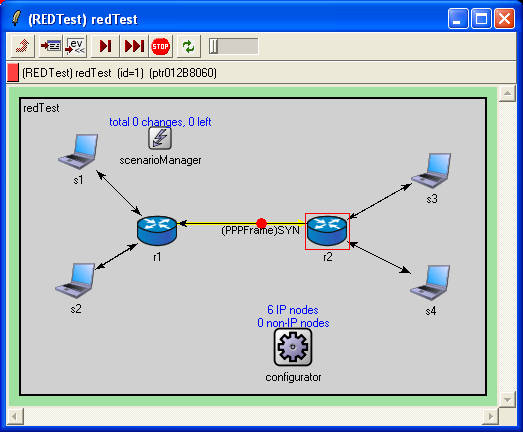 (REDTest) redTest
ev
<<
STOP
(REDTest) redTest (id=1) (ptr012B8060)
redTest
total 0 changes, 0 left
scenarioManager
s1
s3
(PPPFrame)SYN
r1
r2
s2
s4
6 IP nodes
0 non-IP nodes
configurator